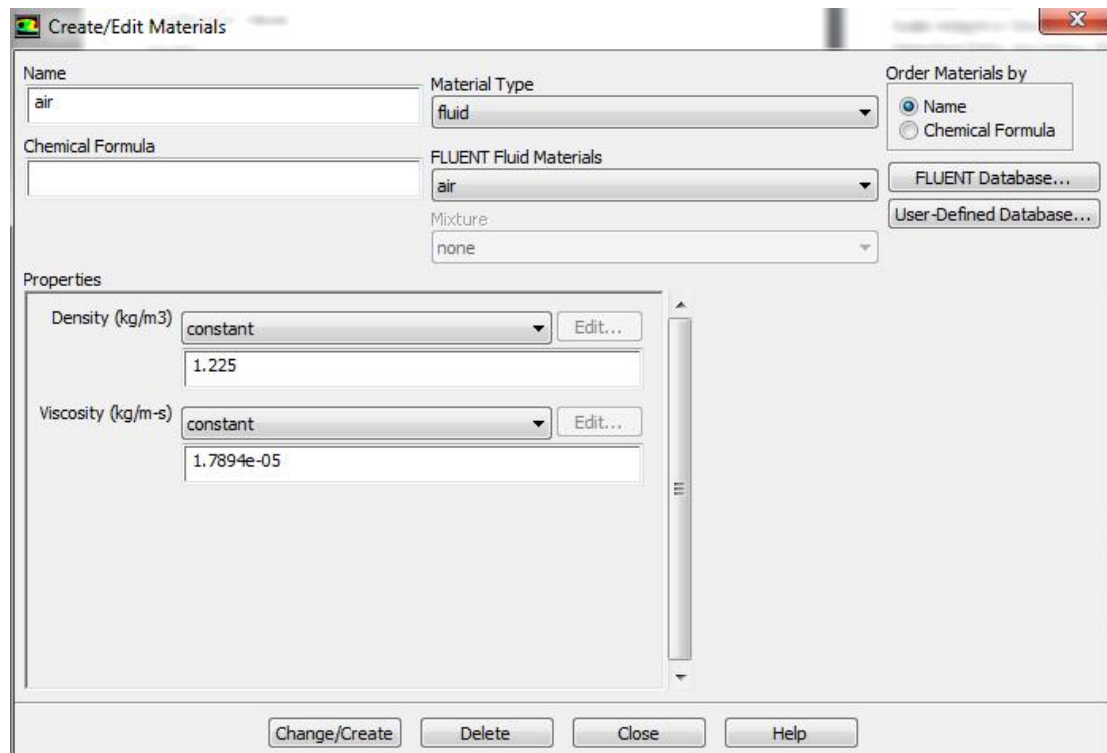 Create/Edit Materials
Name
air
Chemical Formula
Material Type
fluid
FLUENT Fluid Materials
air
Mixture
none
Order Materials by
Name
Chemical Formula
FLUENT Database...
User-Defined Database...
Properties
Density (kg/m3)
constant
Edit...
1.225
Viscosity (kg/m-s)
constant
Edit...
1.7894e-05
Change/Create
Delete
Close
Help